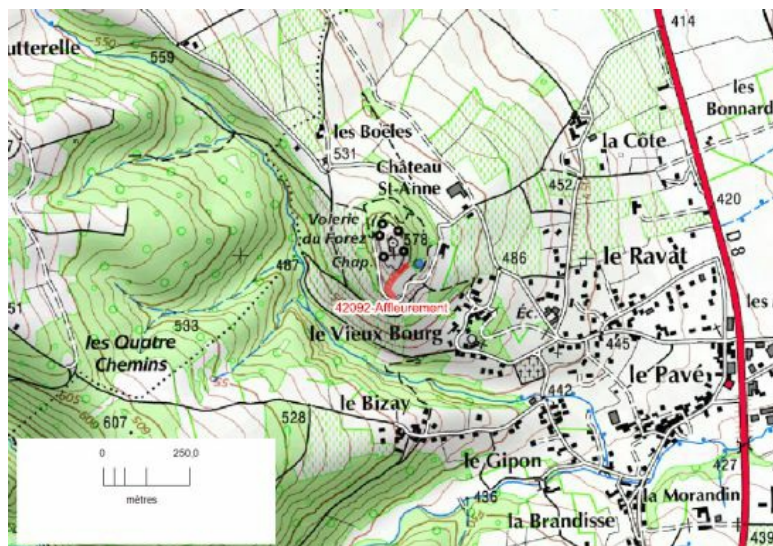 414
utterelle
550
559
les Bonnard
les Boëles
531
la Côte
Château
St-Anne
452
420
Volerie
du Forez
578
Chap.
D 8
486
le Ravat
487
42092-Affleurement
les
51
533
le Vieux Bourg
Éc.
445
les Quatre
Chemins
le Pavé
442
605
609
607
528
le Bizay
0
250,0
mètres
le Gipon
427
436
la Morandin
la Brandisse
439